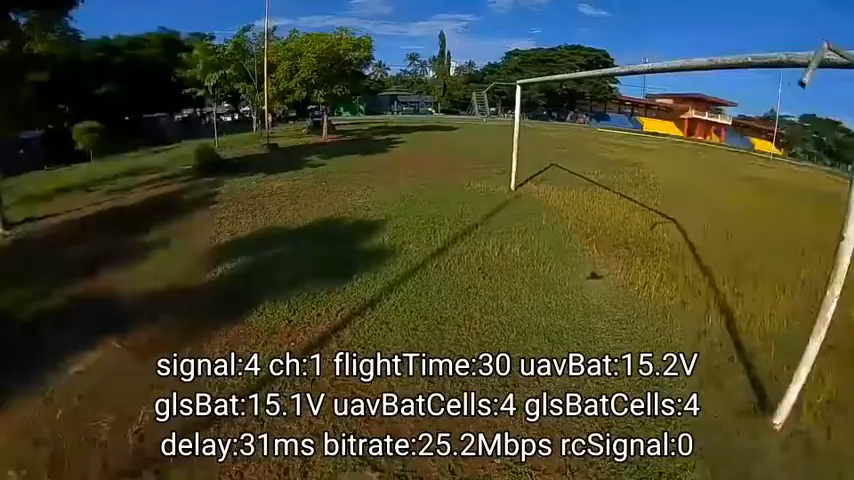 signal:4 ch:1 flightTime:30 uavBat:15.2V
glsBat:15.1V uavBatCells:4 glsBatCells:4
delay:31ms bitrate:25.2Mbps rcSignal:0